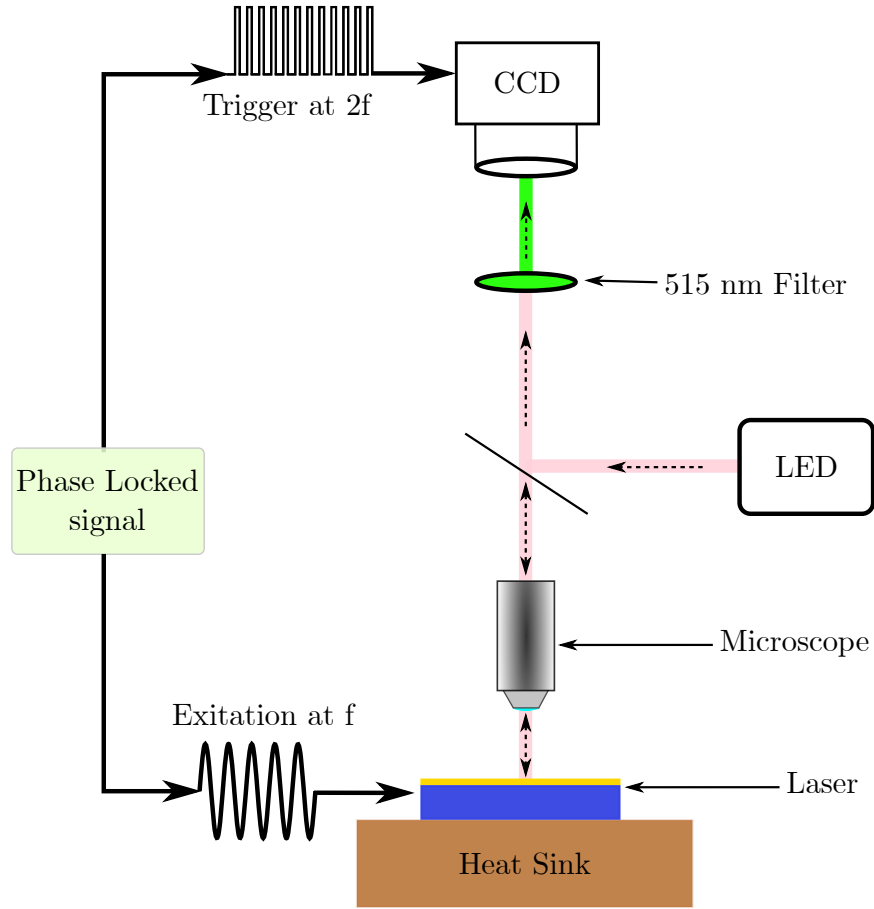 Trigger at 2f
CCD
515 nm Filter
LED
Phase Locked
signal
Microscope
Exitation at f
Laser
Heat Sink